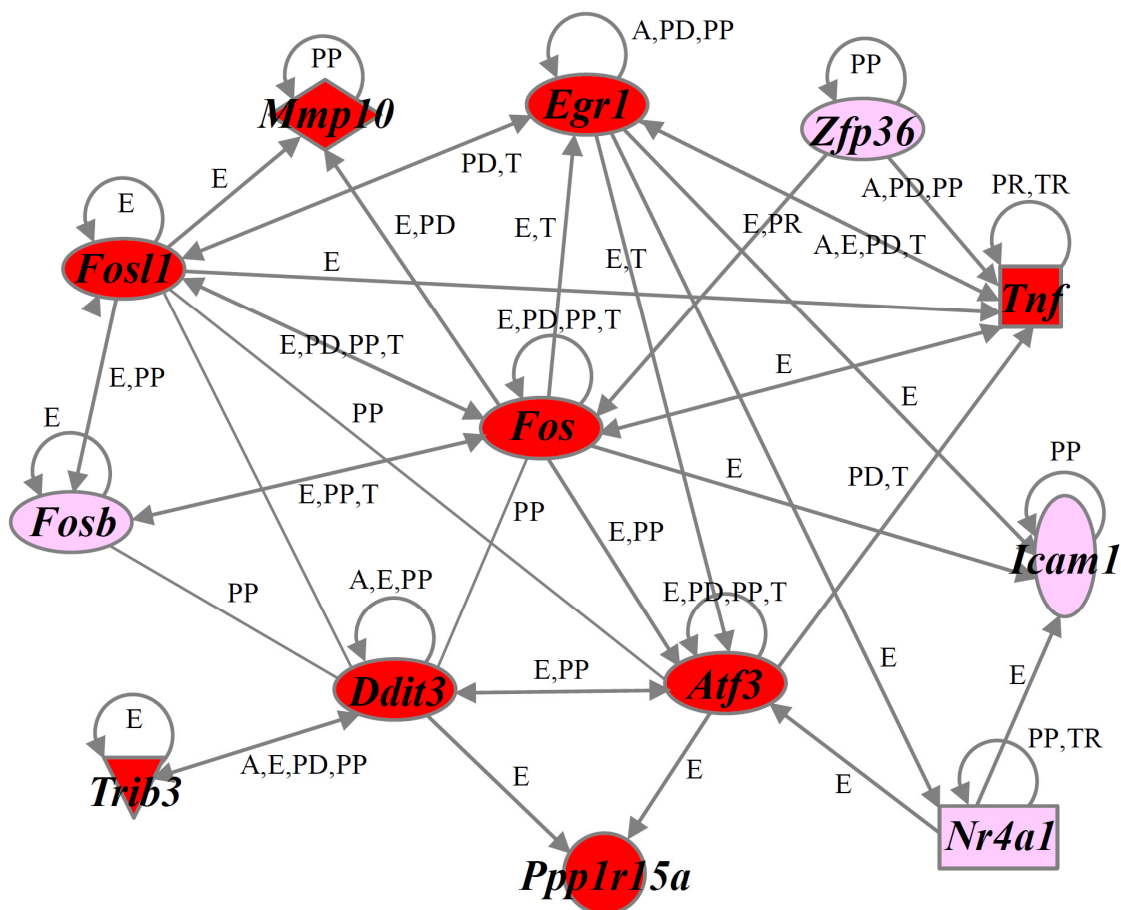 A,PD,PP
PP
PP
Mmp10
Egr1
Zfp36
PD,T
E
E
E,PD
E,T
E,PR
A,PD,PP
PR,TR
A,E,PD,T
E,T
E
Fosl1
Tnf
E,PD,PP,T
E,PD,PP,T
E
E,PP
E
E
PP
Fos
E
PP
PD,T
E,PP,T
PP
Fosb
E,PP
Icam1
A,E,PP
E,PD,PP,T
PP
E,PP
E
E
Ddit3
Atf3
E
PP,TR
A,E,PD,PP
E
E
E
Trib3
Nr4a1
Ppp1r15a